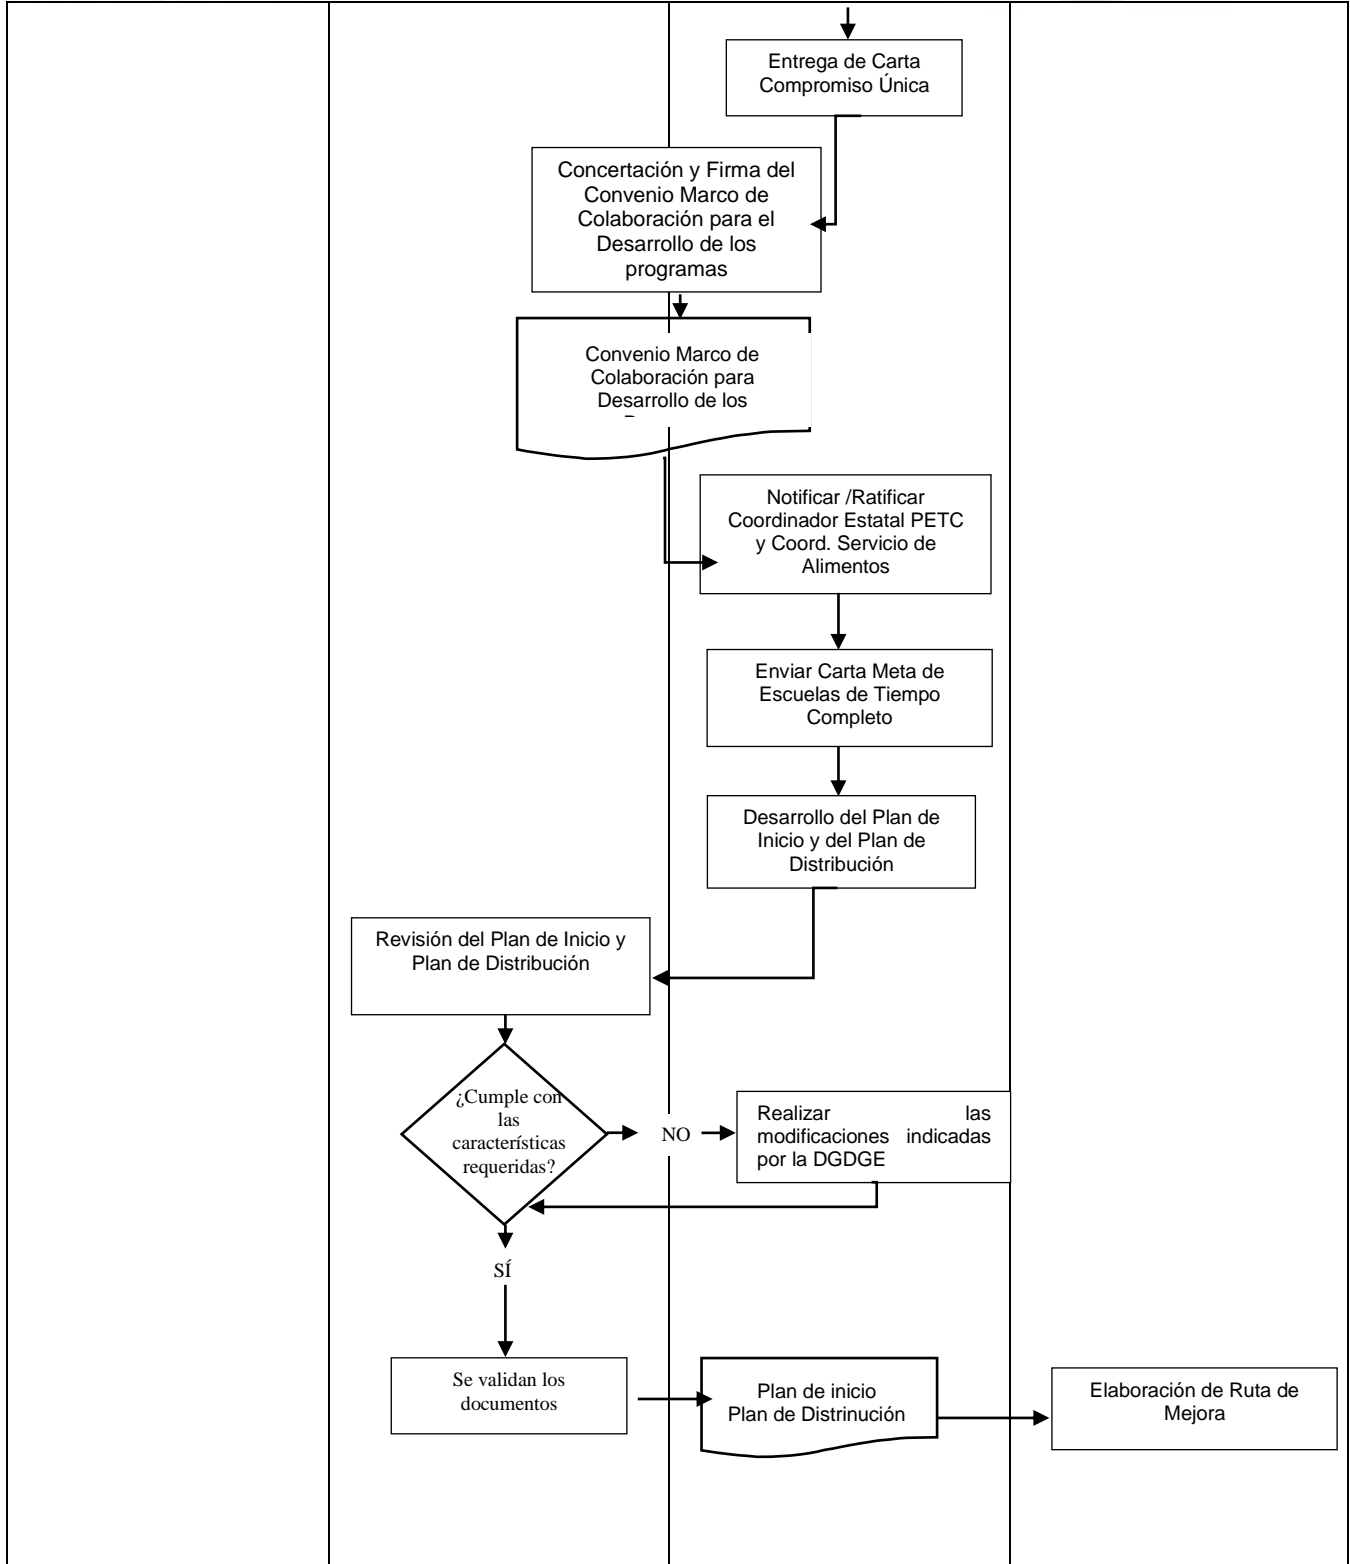 Entrega de Carta
Compromiso Única
Concertación y Firma del
Convenio Marco de
Colaboración para el
Desarrollo de los
programas
Convenio Marco de
Colaboración para
Desarrollo de los
Notificar /Ratificar
Coordinador Estatal PETC
y Coord. Servicio de
Alimentos
Enviar Carta Meta de
Escuelas de Tiempo
Completo
Desarrollo del Plan de
Inicio y del Plan de
Distribución
Revisión del Plan de Inicio y
Plan de Distribución
¿Cumple con
las
características
requeridas?
NO
Realizar las
modificaciones indicadas
por la DGDGE
SÍ
Se validan los
documentos
Plan de inicio
Plan de Distrinución
Elaboración de Ruta de
Mejora